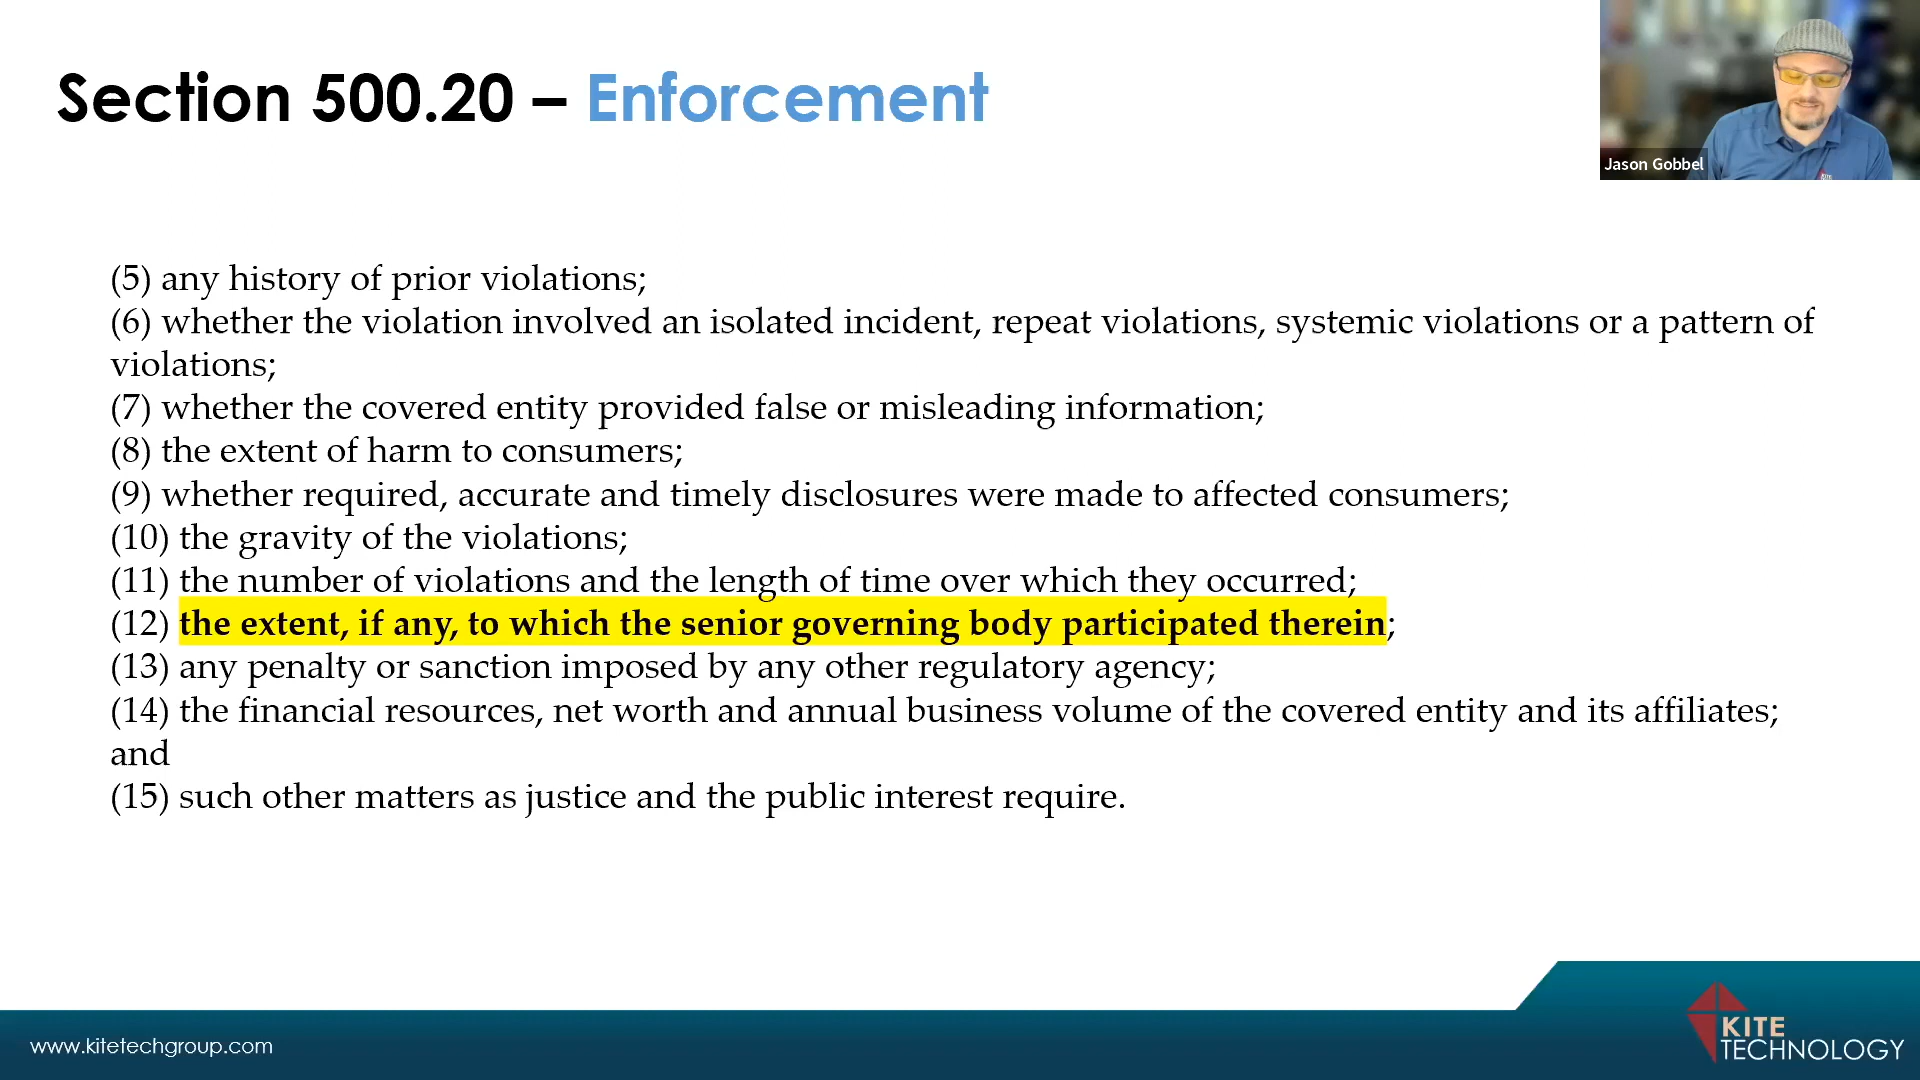 Section 500.20 – Enforcement
Jason Gobbel
(5) any history of prior violations;
(6) whether the violation involved an isolated incident, repeat violations, systemic violations or a pattern of
violations;
(7) whether the covered entity provided false or misleading information;
(8) the extent of harm to consumers;
(9) whether required, accurate and timely disclosures were made to affected consumers;
(10) the gravity of the violations;
(11) the number of violations and the length of time over which they occurred;
(12) the extent, if any, to which the senior governing body participated therein;
(13) any penalty or sanction imposed by any other regulatory agency;
(14) the financial resources, net worth and annual business volume of the covered entity and its affiliates;
and
(15) such other matters as justice and the public interest require.
www.kitetechgroup.com
KITE
TECHNOLOGY